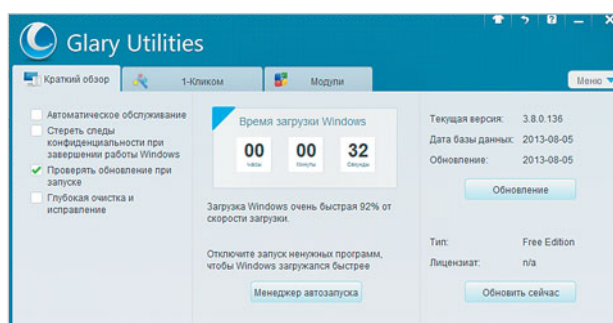 Glary Utilities
Краткий обзор
1-Кликом
Модули
Меню
Автоматическое обслуживание
Стереть следы
конфиденциальности при
завершении работы Windows
Проверять обновление при
запуске
Глубокая очистка и
исправление
Время загрузки Windows
00 00 32
Часы Минуты Секунды
Загрузка Windows очень быстрая 92% от
скорости загрузки.
Отключите запуск ненужных программ,
чтобы Windows загружался быстрее
Менеджер автозапуска
Текущая версия: 3.8.0.136
Дата базы данных: 2013-08-05
Обновление: 2013-08-05
Обновление
Тип: Free Edition
Лицензиат: n/a
Обновить сейчас